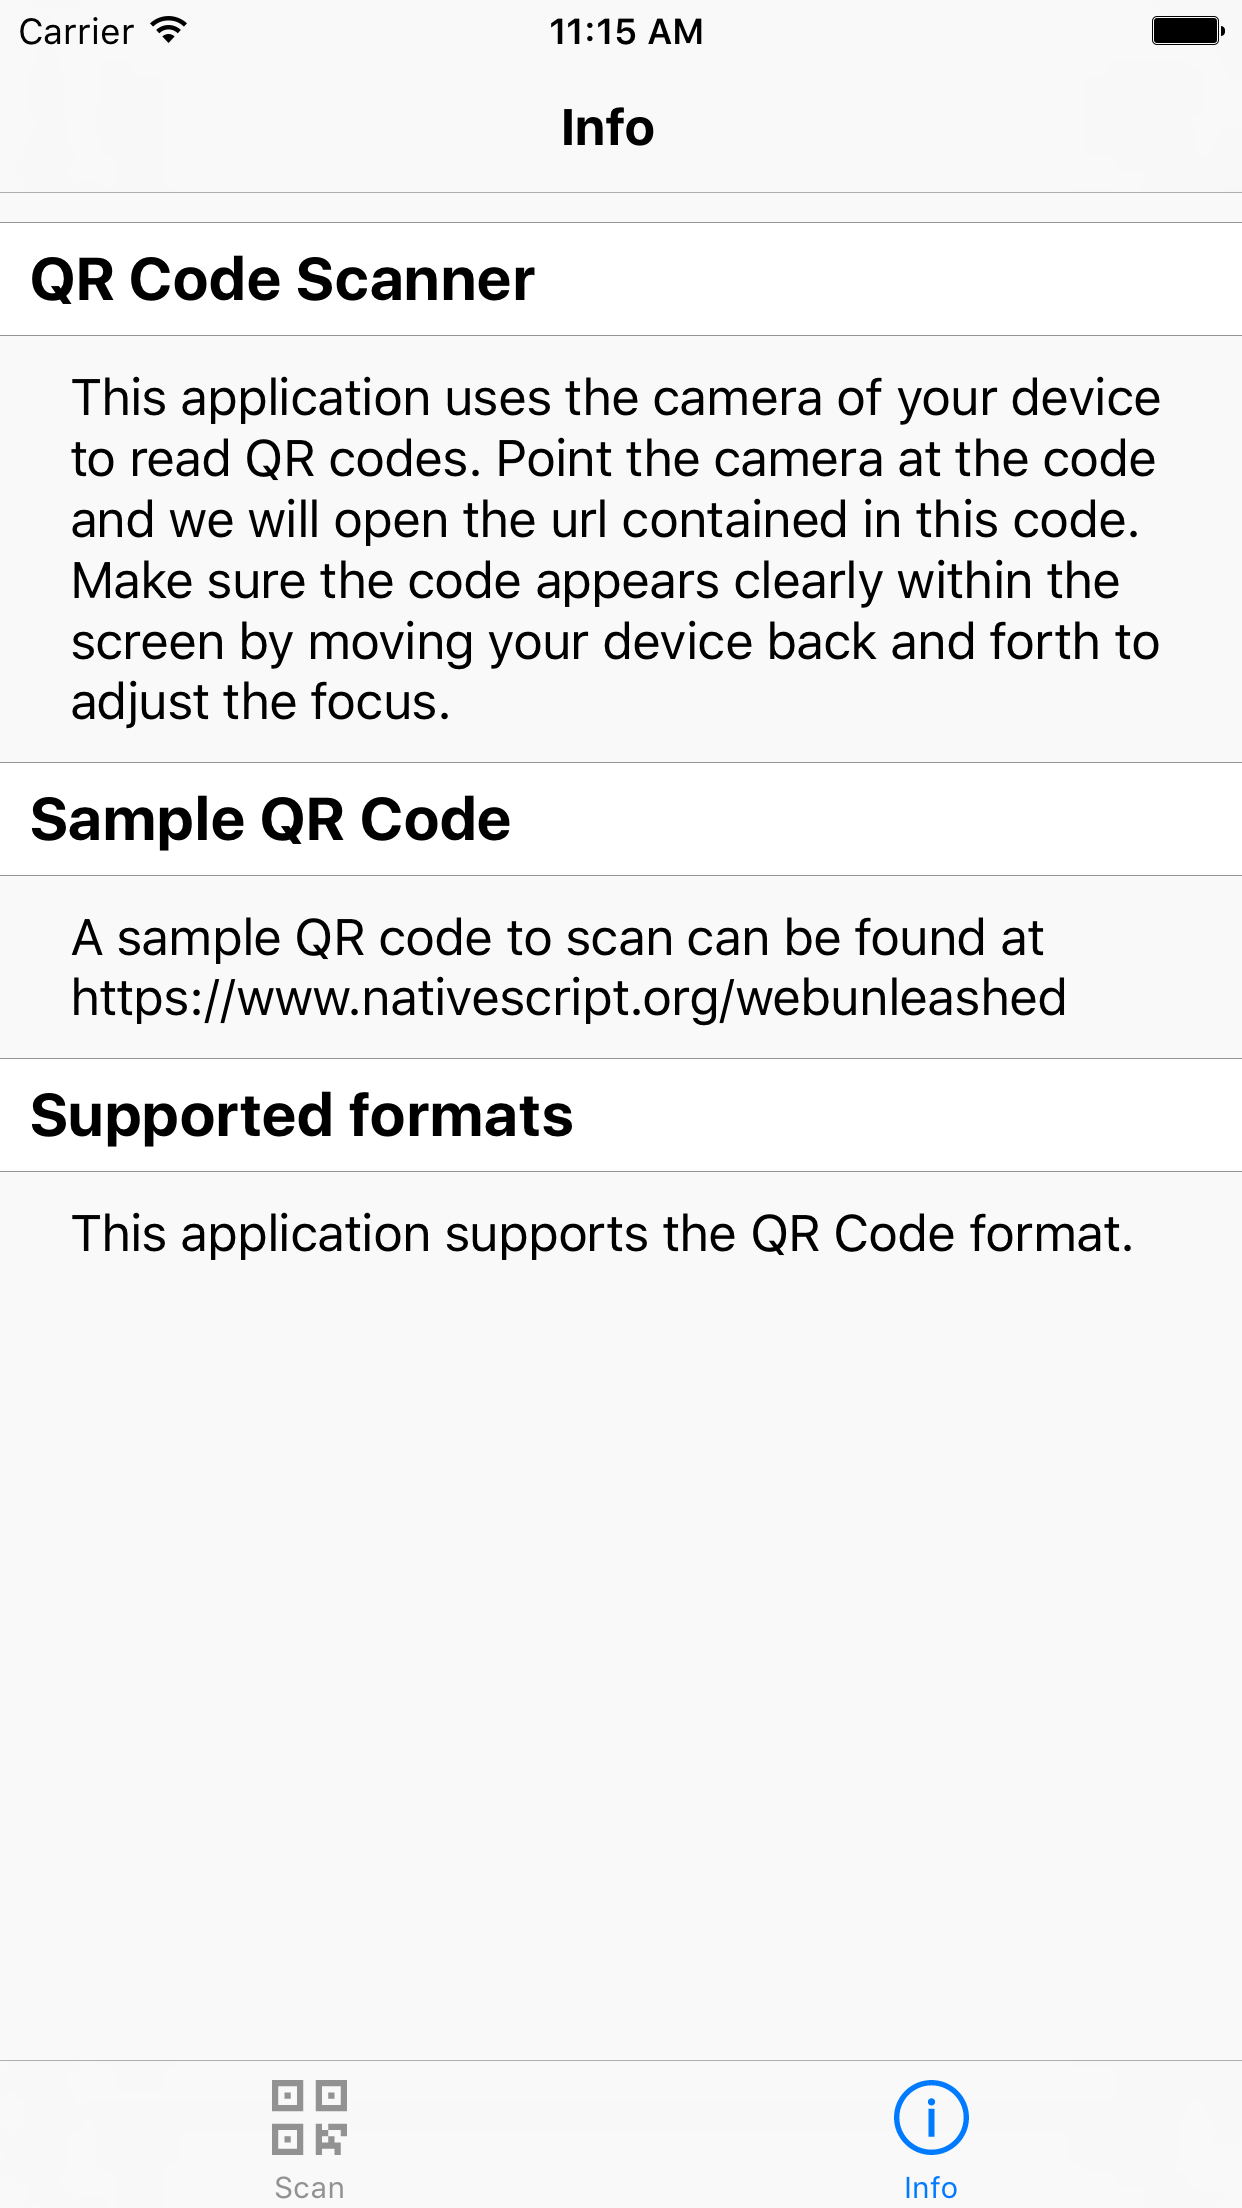 Carrier 11:15 AM
Info
QR Code Scanner
This application uses the camera of your device
to read QR codes. Point the camera at the code
and we will open the url contained in this code.
Make sure the code appears clearly within the
screen by moving your device back and forth to
adjust the focus.
Sample QR Code
A sample QR code to scan can be found at
https://www.nativescript.org/webunleashed
Supported formats
This application supports the QR Code format.
Scan Info